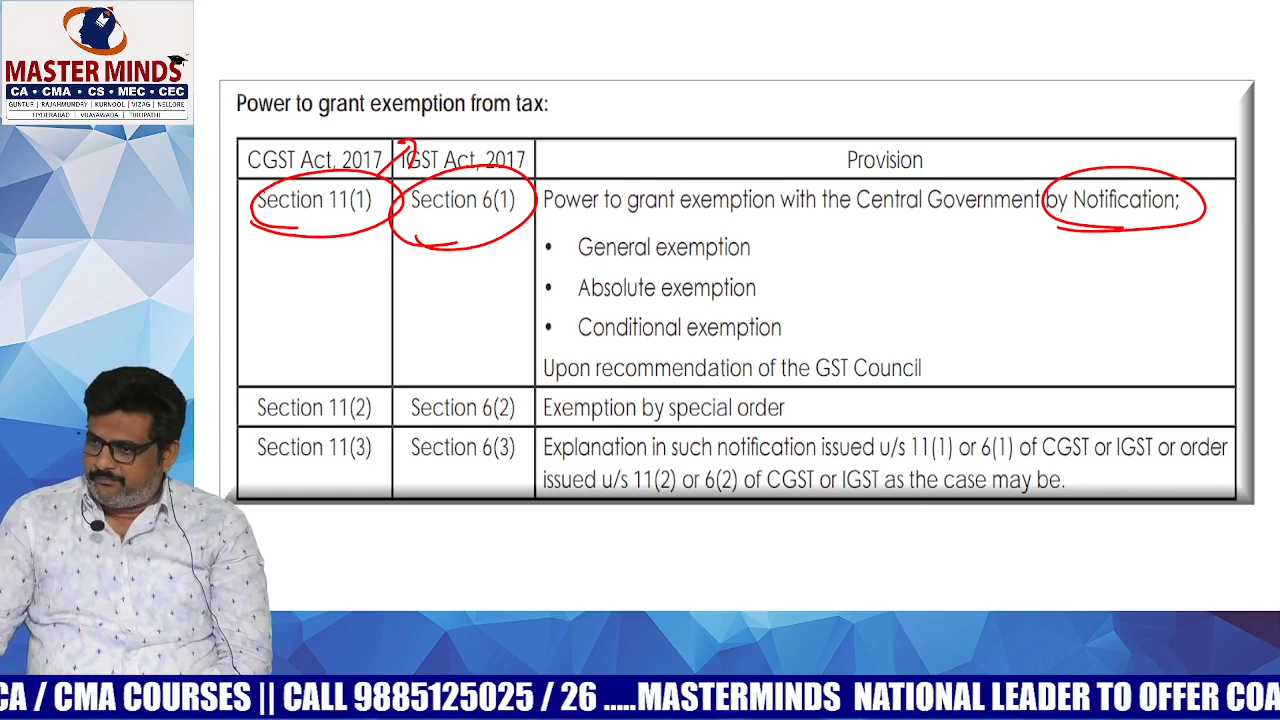 MASTER MINDS
CA • CMA • CS • MEC • CEC
GUNTUR | RAJAHMUNDRY | KURNOOL | VIZAG | NELLORE
HYDERABAD | VIJAYAWADA | TIRUPATHI
Power to grant exemption from tax:
CGST Act, 2017 IGST Act, 2017 Provision
Section 11(1) Section 6(1) Power to grant exemption with the Central Government by Notification;
• General exemption
• Absolute exemption
• Conditional exemption
Upon recommendation of the GST Council
Section 11(2) Section 6(2) Exemption by special order
Section 11(3) Section 6(3) Explanation in such notification issued u/s 11(1) or 6(1) of CGST or IGST or order
issued u/s 11(2) or 6(2) of CGST or IGST as the case may be.
CA / CMA COURSES || CALL 9885125025 / 26 .....MASTERMINDS NATIONAL LEADER TO OFFER COA